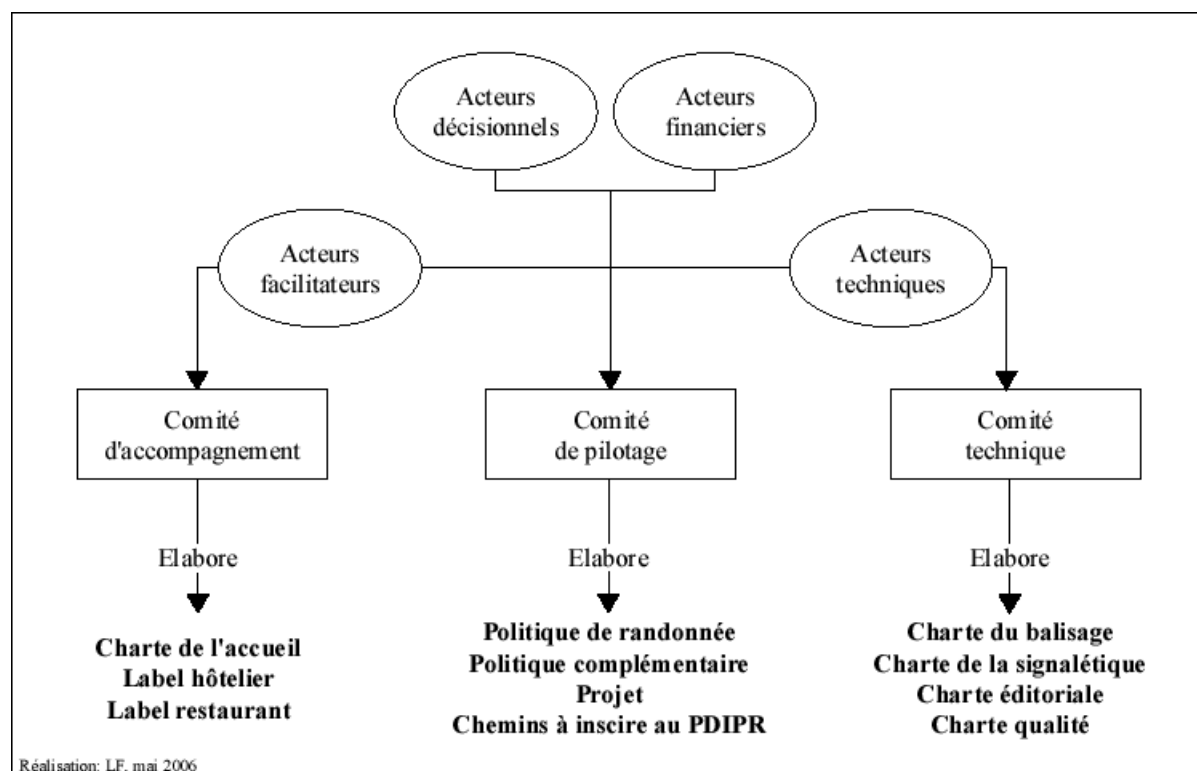 Acteurs
décisionnels
Acteurs
financiers
Acteurs
facilitateurs
Acteurs
techniques
Comité
d'accompagnement
Comité
de pilotage
Comité
technique
Elabore
Elabore
Elabore
Charte de l'accueil
Label hôtelier
Label restaurant
Politique de randonnée
Politique complémentaire
Projet
Chemins à inscire au PDIPR
Charte du balisage
Charte de la signalétique
Charte éditoriale
Charte qualité
Réalisation: LF, mai 2006